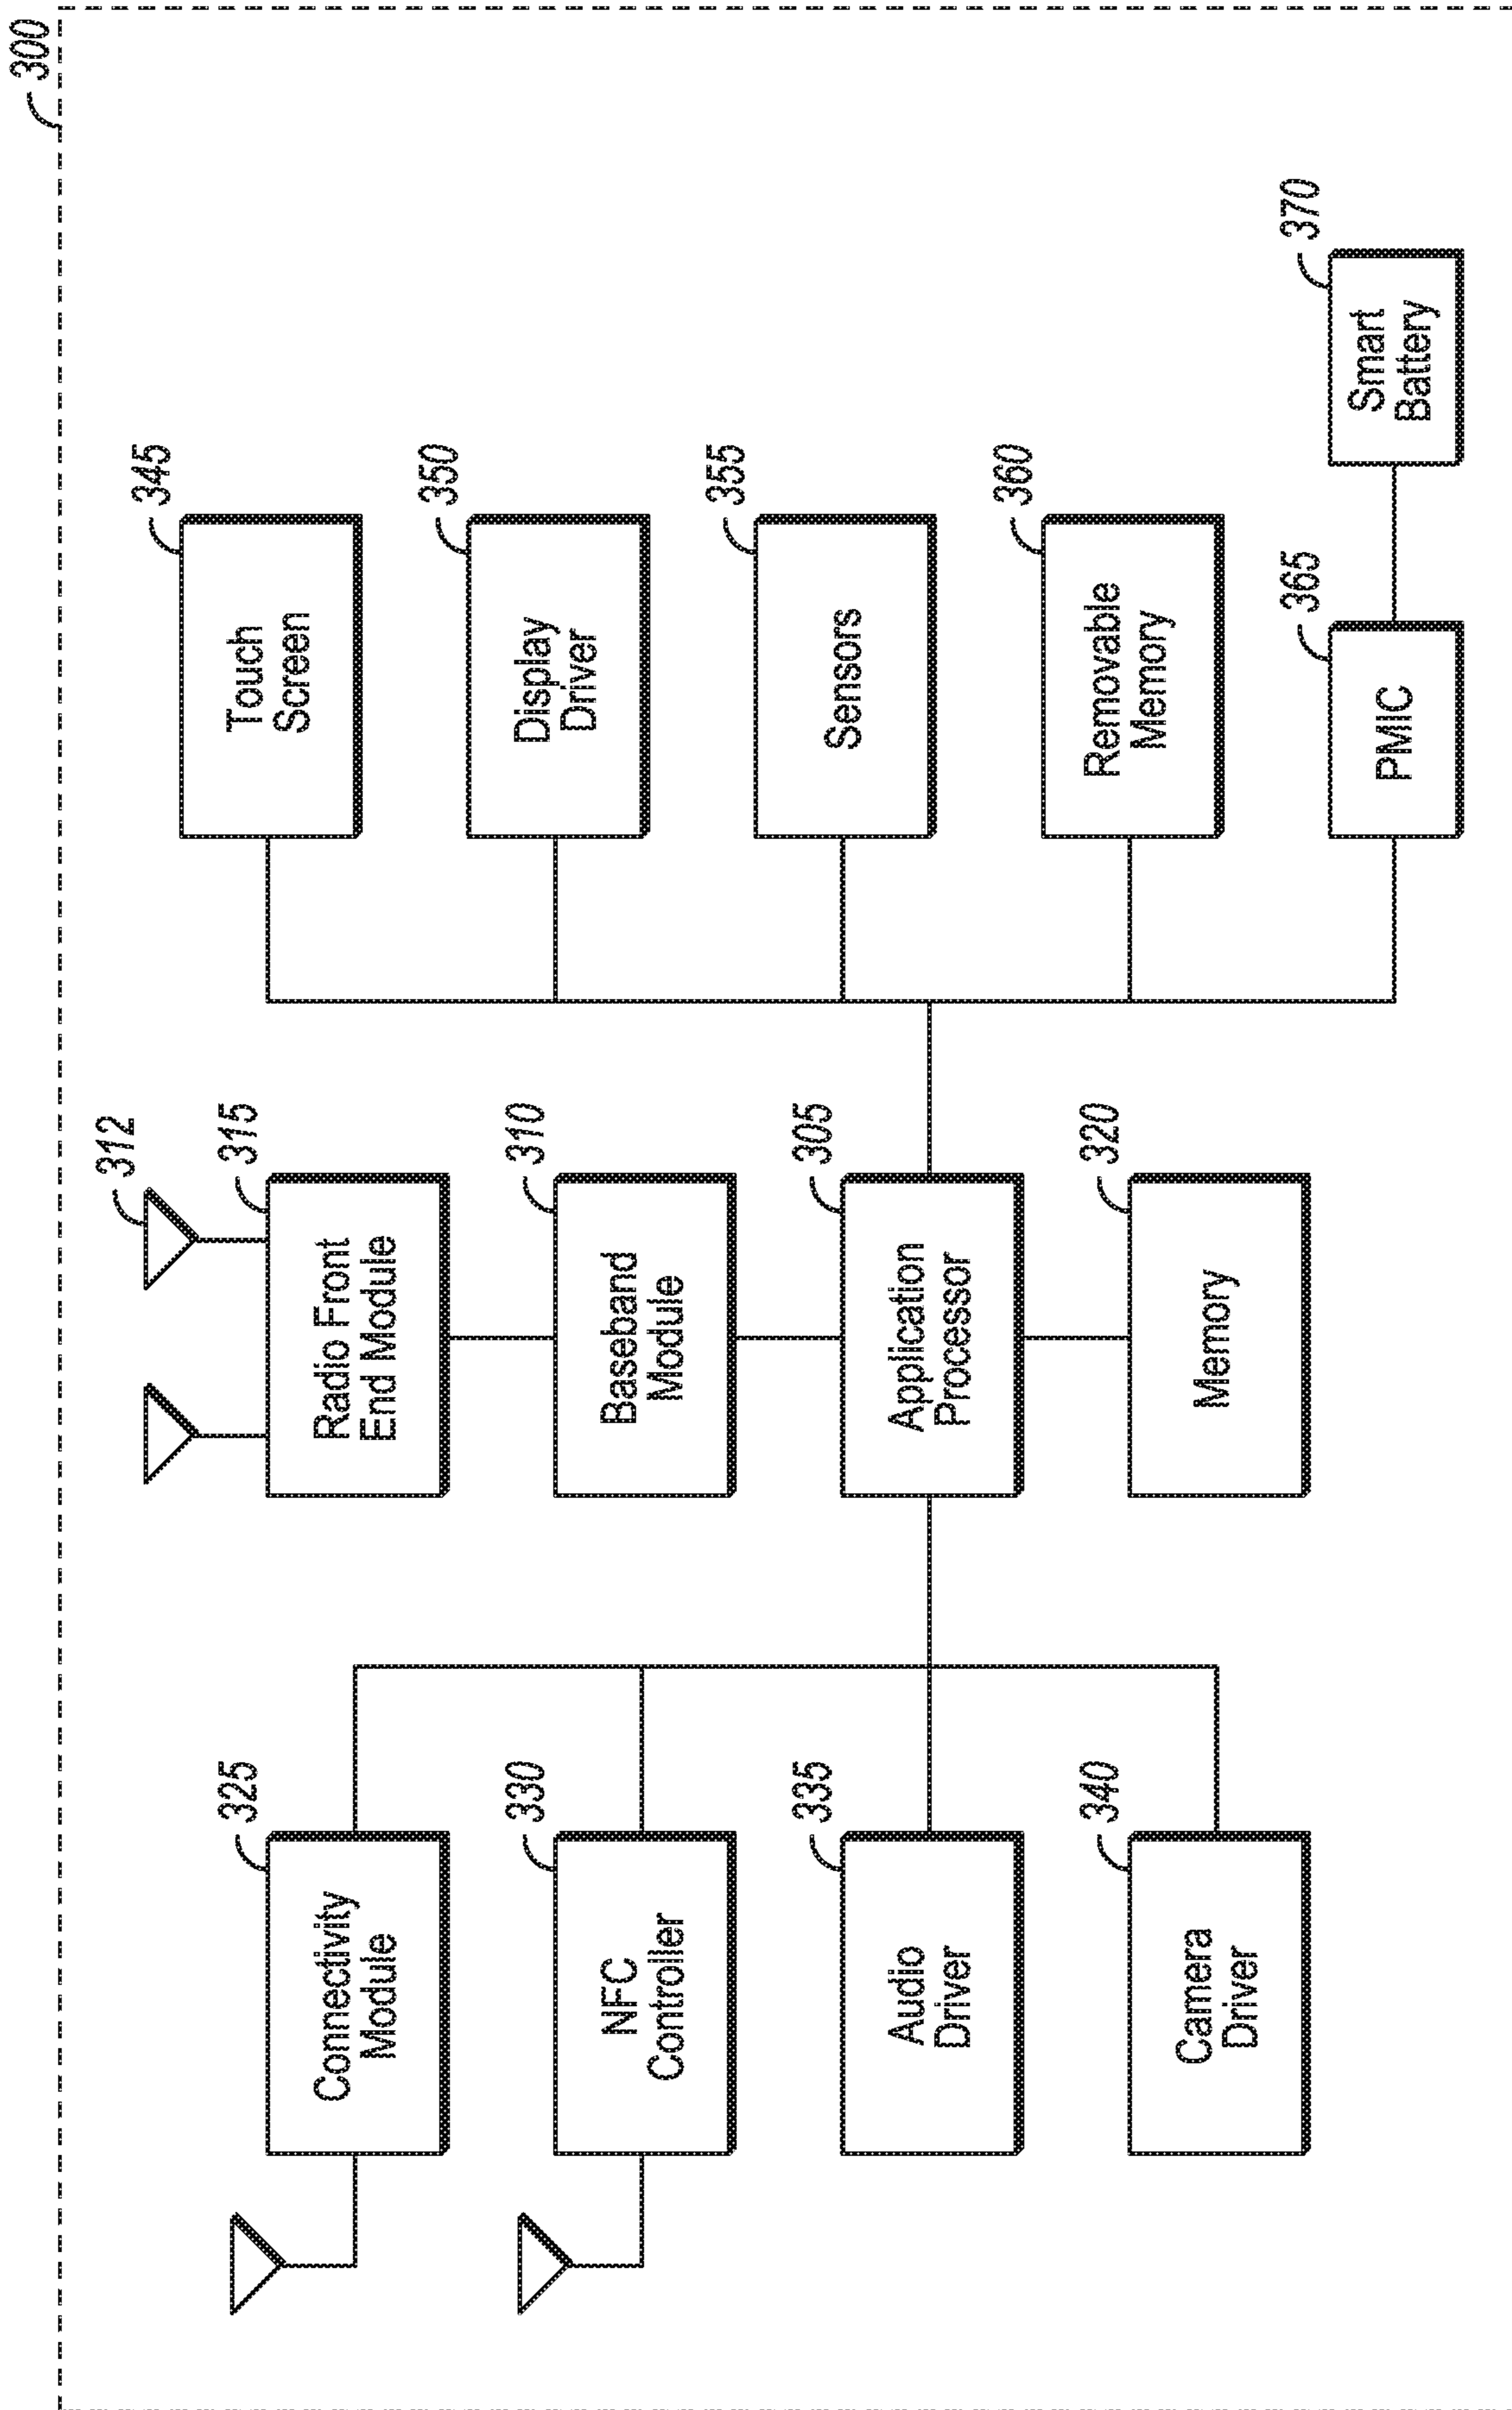 300
325
Connectivity
Module
330
NFC
Controller
335
Audio
Driver
340
Camera
Driver
312
315
Radio Front
End Module
310
Baseband
Module
305
Application
Processor
320
Memory
345
Touch
Screen
350
Display
Driver
355
Sensors
360
Removable
Memory
365
PMIC
370
Smart
Battery